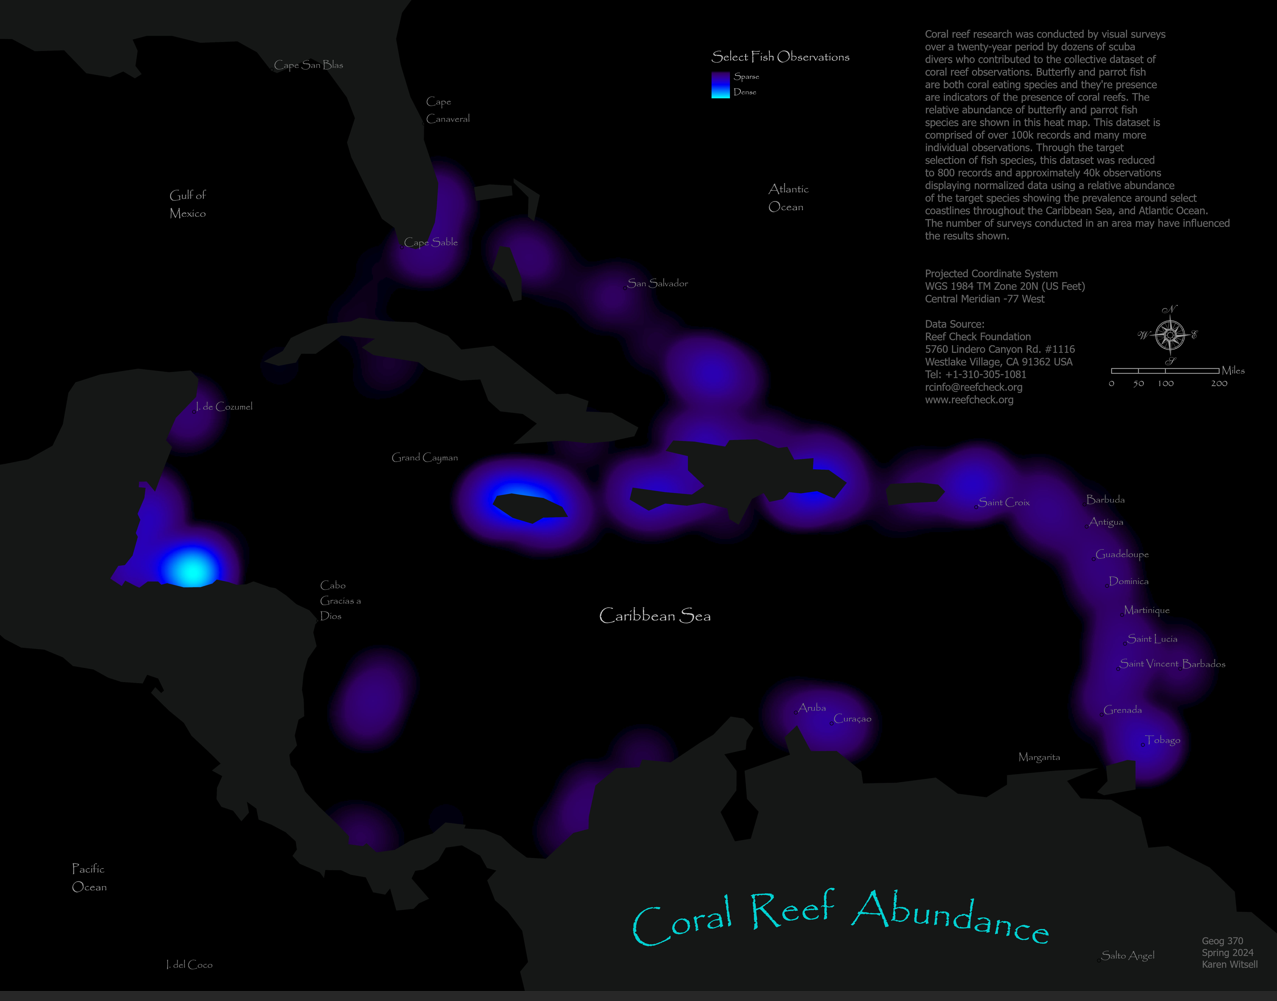 Select Fish Observations
Sparse
Dense
Coral reef research was conducted by visual surveys
over a twenty-year period by dozens of scuba
divers who contributed to the collective dataset of
coral reef observations. Butterfly and parrot fish
are both coral eating species and they're presence
are indicators of the presence of coral reefs. The
relative abundance of butterfly and parrot fish
species are shown in this heat map. This dataset is
comprised of over 100k records and many more
individual observations. Through the target
selection of fish species, this dataset was reduced
to 800 records and approximately 40k observations
displaying normalized data using a relative abundance
of the target species showing the prevalence around select
coastlines throughout the Caribbean Sea, and Atlantic Ocean.
The number of surveys conducted in an area may have influenced
the results shown.
Projected Coordinate System
WGS 1984 TM Zone 20N (US Feet)
Central Meridian -77 West
Data Source:
Reef Check Foundation
5760 Lindero Canyon Rd. #1116
Westlake Village, CA 91362 USA
Tel: +1-310-305-1081
rcinfo@reefcheck.org
www.reefcheck.org
N
W
E
S
Miles
0 50 100 200
Cape San Blas
Cape
Canaveral
Gulf of
Mexico
Atlantic
Ocean
Cape Sable
San Salvador
I. de Cozumel
Grand Cayman
Saint Croix
Barbuda
Antigua
Guadeloupe
Dominica
Martinique
Saint Lucia
Saint Vincent
Barbados
Grenada
Tobago
Margarita
Cabo
Gracias a
Dios
Caribbean Sea
Aruba
Curaçao
Pacific
Ocean
I. del Coco
Coral Reef Abundance
Salto Angel
Geog 370
Spring 2024
Karen Witsell